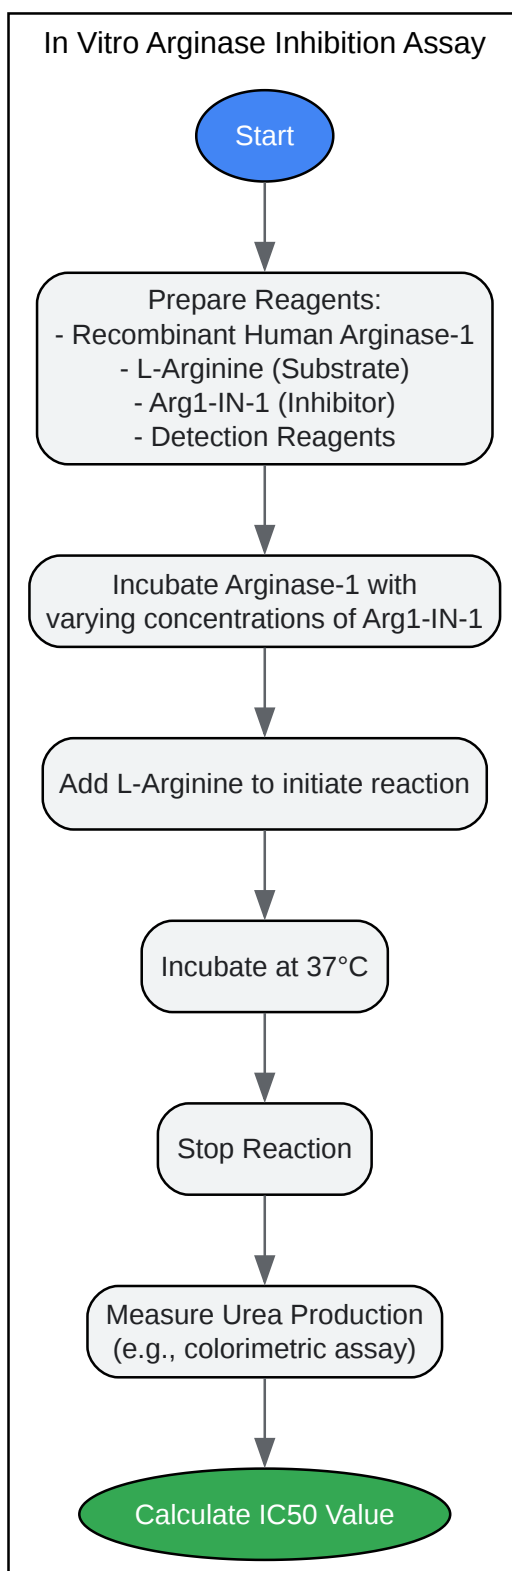 In Vitro Arginase Inhibition Assay
Start
Prepare Reagents:
- Recombinant Human Arginase-1
- L-Arginine (Substrate)
- Arg1-IN-1 (Inhibitor)
- Detection Reagents
Incubate Arginase-1 with
varying concentrations of Arg1-IN-1
Add L-Arginine to initiate reaction
Incubate at 37°C
Stop Reaction
Measure Urea Production
(e.g., colorimetric assay)
Calculate IC50 Value